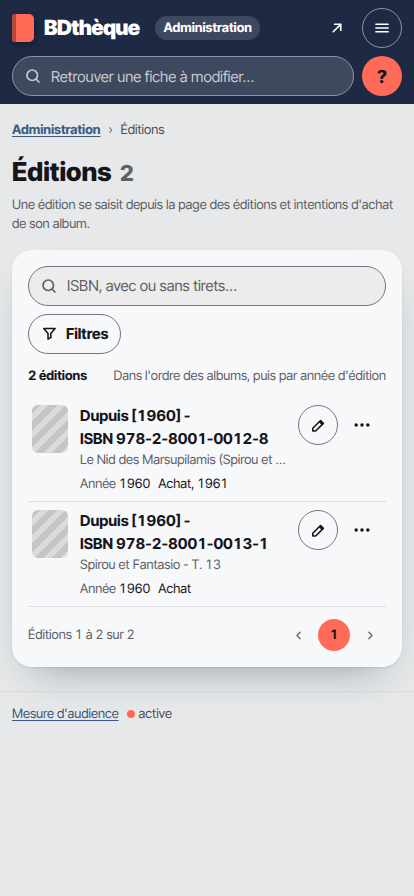 BDthèque Administration
Retrouver une fiche à modifier...
?
Administration › Éditions
Éditions 2
Une édition se saisit depuis la page des éditions et intentions d'achat
de son album.
ISBN, avec ou sans tirets...
Filtres
2 éditions Dans l'ordre des albums, puis par année d'édition
Dupuis [1960] -
ISBN 978-2-8001-0012-8
Le Nid des Marsupilamis (Spirou et ...
Année 1960 Achat, 1961
Dupuis [1960] -
ISBN 978-2-8001-0013-1
Spirou et Fantasio - T. 13
Année 1960 Achat
Éditions 1 à 2 sur 2 ‹ 1 ›
Mesure d'audience active